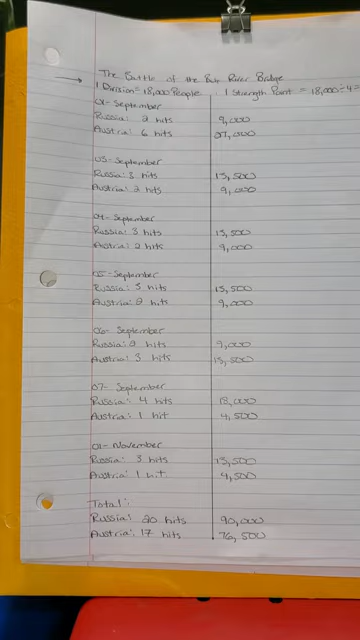 The Battle of the Bug River Bridge
1 Division = 18,000 People 1 Strength Point = 18,000 ÷ 4 =
02-September
Russia: 2 hits 9,000
Austria: 6 hits 27,000
03-September
Russia: 3 hits 13,500
Austria: 2 hits 9,000
04-September
Russia: 3 hits 13,500
Austria: 2 hits 9,000
05-September
Russia: 3 hits 13,500
Austria: 2 hits 9,000
06-September
Russia: 2 hits 9,000
Austria: 3 hits 13,500
07-September
Russia: 4 hits 18,000
Austria: 1 hit 4,500
01-November
Russia: 3 hits 13,500
Austria: 1 hit 4,500
Total:
Russia: 20 hits 90,000
Austria: 17 hits 76,500